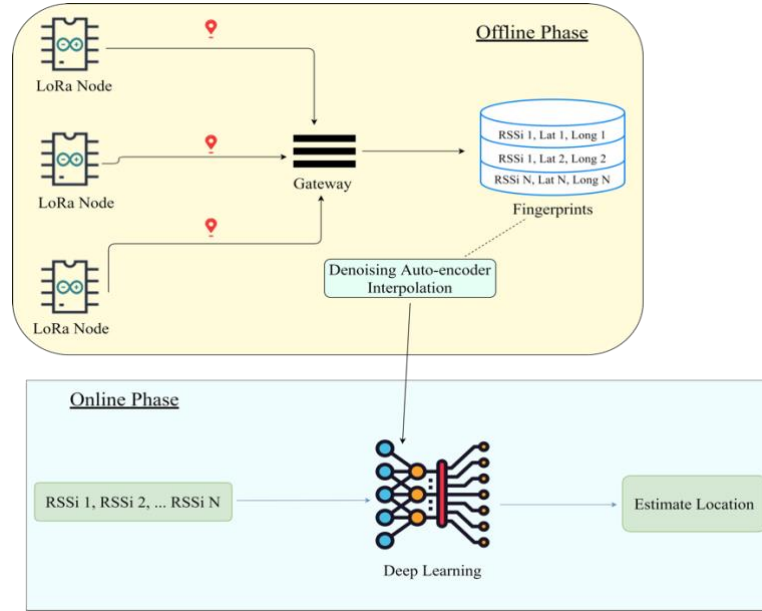 Offline Phase
LoRa Node
LoRa Node
LoRa Node
Gateway
RSSi 1, Lat 1, Long 1
RSSi 1, Lat 2, Long 2
RSSi N, Lat N, Long N
Fingerprints
Denoising Auto-encoder
Interpolation
Online Phase
RSSi 1, RSSi 2, ... RSSi N
Deep Learning
Estimate Location